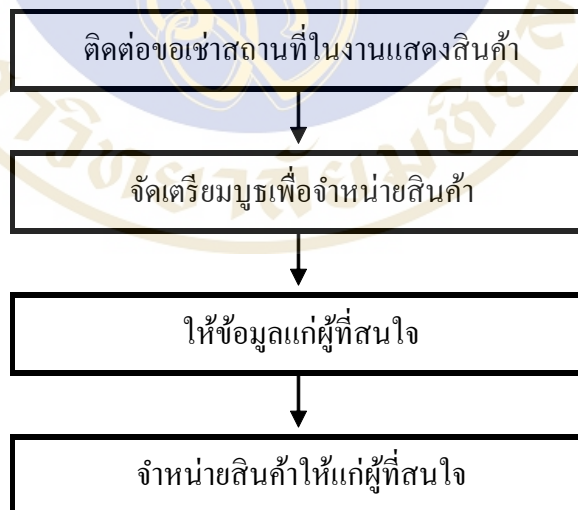 ติดต่อขอเช่าสถานที่ในงานแสดงสินค้า
จัดเตรียมบูธเพื่อจำหน่ายสินค้า
ให้ข้อมูลแก่ผู้ที่สนใจ
จำหน่ายสินค้าให้แก่ผู้ที่สนใจ